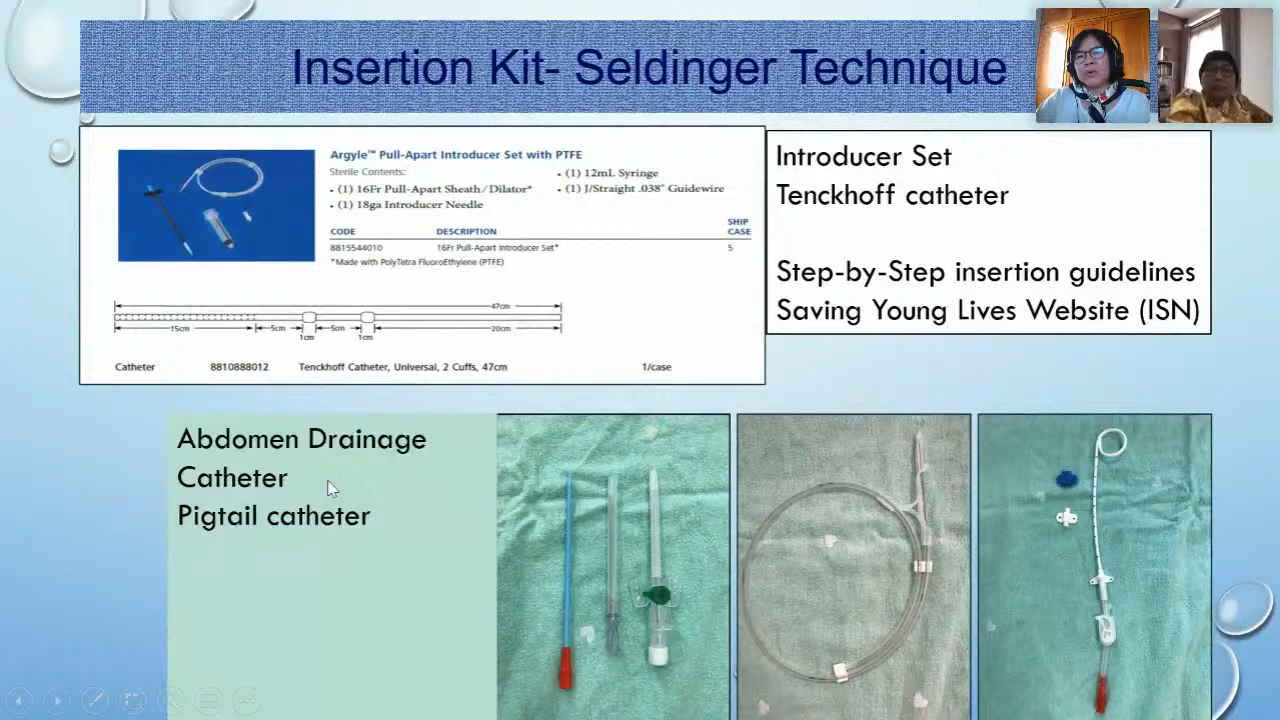 Insertion Kit- Seldinger Technique
Argyle™ Pull-Apart Introducer Set with PTFE
Sterile Contents:
• (1) 16Fr Pull-Apart Sheath/Dilator*
• (1) 18ga Introducer Needle
• (1) 12mL Syringe
• (1) J/Straight .038" Guidewire
CODE DESCRIPTION SHIP CASE
8815544010 16Fr Pull-Apart Introducer Set* 5
*Made with PolyTetra FluoroEthylene (PTFE)
47cm
15cm 5cm 1cm 5cm 1cm 20cm
Catheter 8810888012 Tenckhoff Catheter, Universal, 2 Cuffs, 47cm 1/case
Introducer Set
Tenckhoff catheter
Step-by-Step insertion guidelines
Saving Young Lives Website (ISN)
Abdomen Drainage
Catheter
Pigtail catheter